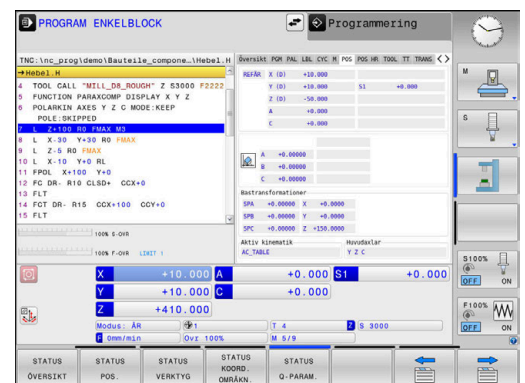 PROGRAM ENKELBLOCK
Programmering
TNC:\nc_prog\demo\Bauteile_compone…\Hebel.H
→Hebel.H
4 TOOL CALL "MILL_D8_ROUGH" Z S3000 F2222
5 FUNCTION PARAXCOMP DISPLAY X Y Z
6 POLARKIN AXES Y Z C MODE:KEEP
POLE:SKIPPED
7 L Z+100 R0 FMAX M3
8 L X-30 Y+30 R0 FMAX
9 L Z-5 R0 FMAX
10 L X-10 Y+0 RL
11 FPOL X+100 Y+0
12 FC DR- R10 CLSD+ CCX+0
13 FLT
14 FCT DR- R15 CCX+100 CCY+0
15 FLT
100% S-OVR
100% F-OVR LIMIT 1
Översikt PGM PAL LBL CYC M POS POS HR TOOL TT TRANS
REFÄR X (D) +10.000
Y (D) +10.000 S1 +0.000
Z (D) -50.000
A +0.000
C +0.000
A +0.00000
B +0.00000
C +0.00000
Bastransformationer
SPA +0.00000 X +0.0000
SPB +0.00000 Y +0.0000
SPC +0.00000 Z -150.0000
Aktiv kinematik Huvudaxlar
AC_TABLE Y Z C
X +10.000 A +0.000 S1 +0.000
Y +10.000 C +0.000
Z +410.000
Modus: ÄR 1 T 4 Z S 3000
F 0mm/min Ovr 100% M 5/9
M
S
S100%
OFF ON
F100%
OFF ON
STATUS ÖVERSIKT
STATUS POS.
STATUS VERKTYG
STATUS KOORD. OMRÄKN.
STATUS Q-PARAM.